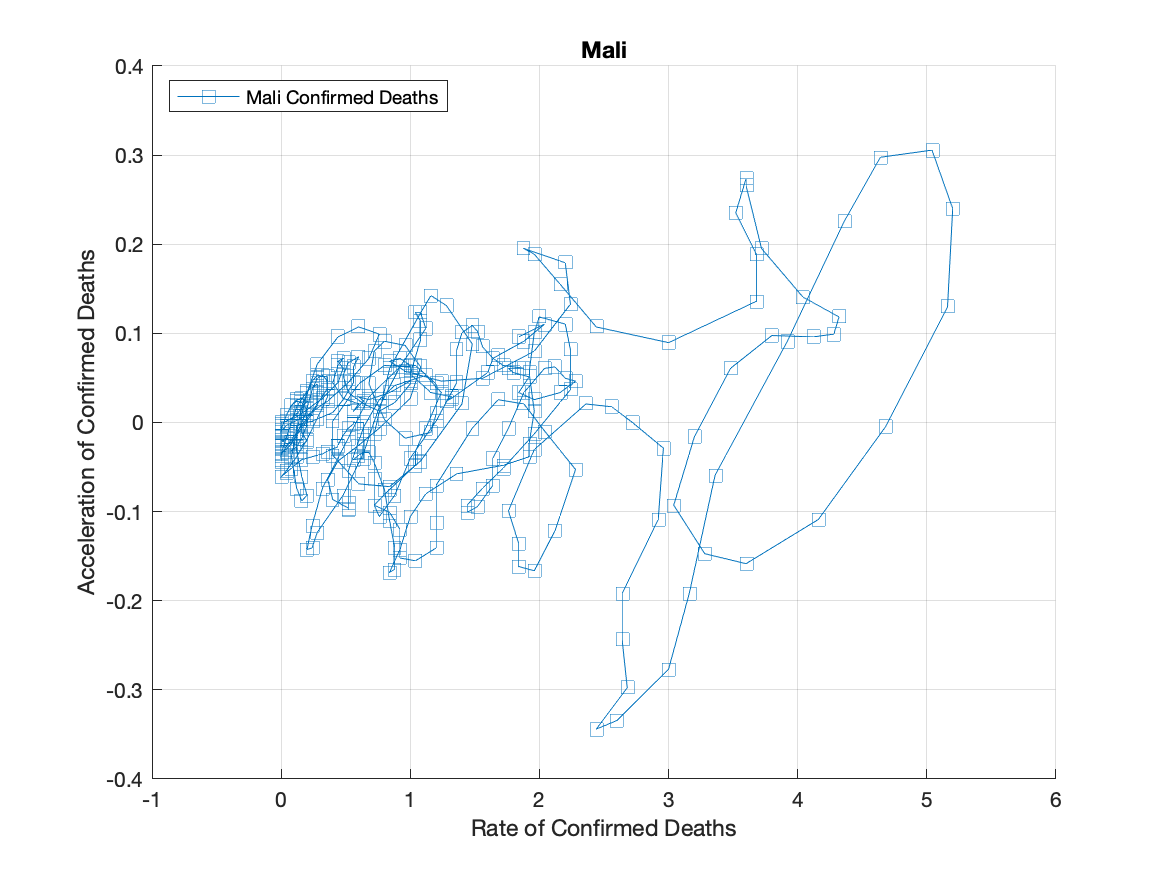 Mali
Mali Confirmed Deaths
0.4
0.3
0.2
0.1
0
-0.1
-0.2
-0.3
-0.4
Acceleration of Confirmed Deaths
-1 0 1 2 3 4 5 6
Rate of Confirmed Deaths